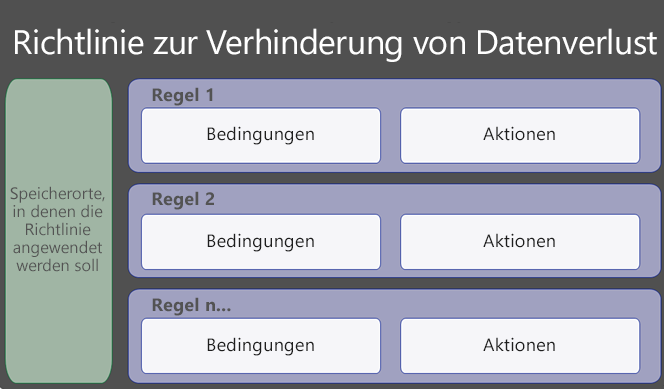 Richtlinie zur Verhinderung von Datenverlust
Speicherorte,
in denen die
Richtlinie
angewendet
werden soll
Regel 1
Bedingungen
Aktionen
Regel 2
Bedingungen
Aktionen
Regel n...
Bedingungen
Aktionen